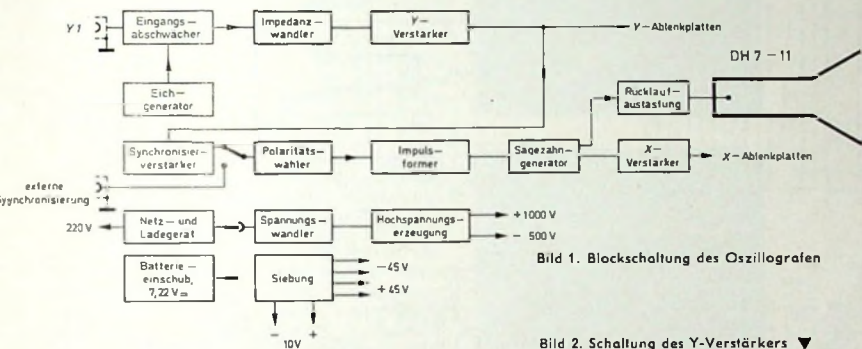 Y1
Eingangs-
abschwächer
Impedanz-
wandler
Y-
Verstärker
Y-Ablenkplatten
DH 7 - 11
Eich-
generator
Rücklauf-
austastung
Synchronisier-
verstärker
Polaritäts-
wähler
Impuls-
former
Sägezahn-
generator
X-
Verstärker
X-Ablenkplatten
externe
Syynchronisierung
220 V
Netz- und
Ladegerät
Spannungs-
wandler
Hochspannungs-
erzeugung
+1000 V
- 500 V
Bild 1. Blockschaltung des Oszillografen
Batterie-
einschub,
7,22 V=
Siebung
-45 V
+45 V
- +
10V
Bild 2. Schaltung des Y-Verstärkers ▼